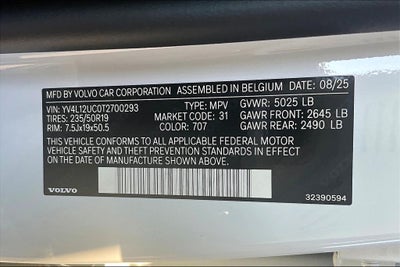 MFD BY VOLVO CAR CORPORATION ASSEMBLED IN BELGIUM DATE: 08/25
VIN: YV4L12UC0T2700293 TYPE: MPV GVWR: 5025 LB
TIRES: 235/50R19 MARKET CODE: 31 GAWR FRONT: 2645 LB
RIM: 7.5Jx19x50.5 COLOR: 707 GAWR REAR: 2490 LB
THIS VEHICLE CONFORMS TO ALL APPLICABLE FEDERAL MOTOR
VEHICLE SAFETY AND THEFT PREVENTION STANDARDS IN EFFECT
ON THE DATE OF MANUFACTURE SHOWN ABOVE.
VOLVO 32390594